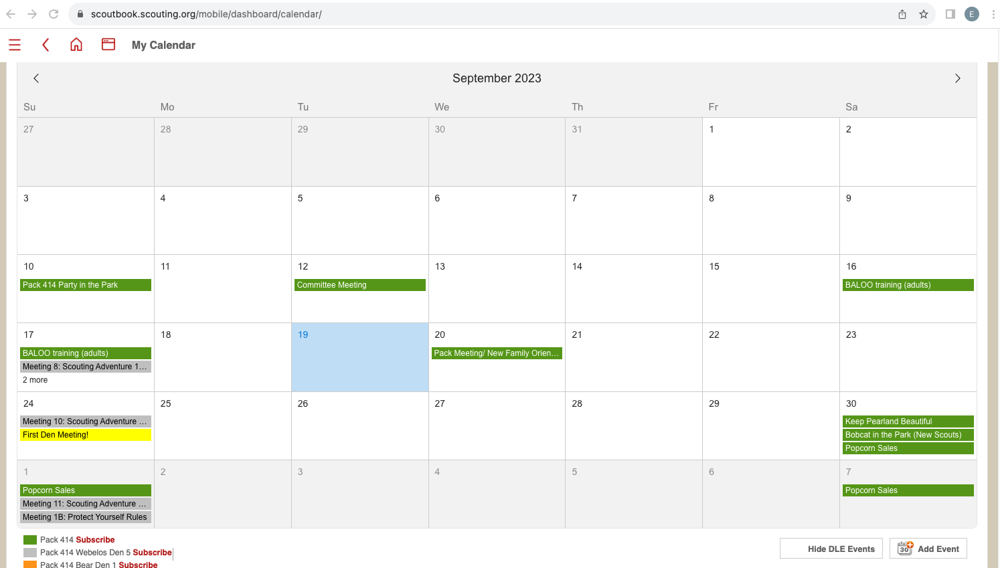 scoutbook.scouting.org/mobile/dashboard/calendar/
E
My Calendar
September 2023
Su Mo Tu We Th Fr Sa
27 28 29 30 31 1 2
3 4 5 6 7 8 9
10 11 12 13 14 15 16
Pack 414 Party in the Park Committee Meeting BALOO training (adults)
17 18 19 20 21 22 23
BALOO training (adults) Pack Meeting/ New Family Orien...
Meeting 8: Scouting Adventure 1...
2 more
24 25 26 27 28 29 30
Meeting 10: Scouting Adventure ... Keep Pearland Beautiful
First Den Meeting! Bobcat in the Park (New Scouts)
Popcorn Sales
1 2 3 4 5 6 7
Popcorn Sales Popcorn Sales
Meeting 11: Scouting Adventure ...
Meeting 1B: Protect Yourself Rules
Pack 414 Subscribe
Pack 414 Webelos Den 5 Subscribe
Pack 414 Bear Den 1 Subscribe
Hide DLE Events
30 Add Event